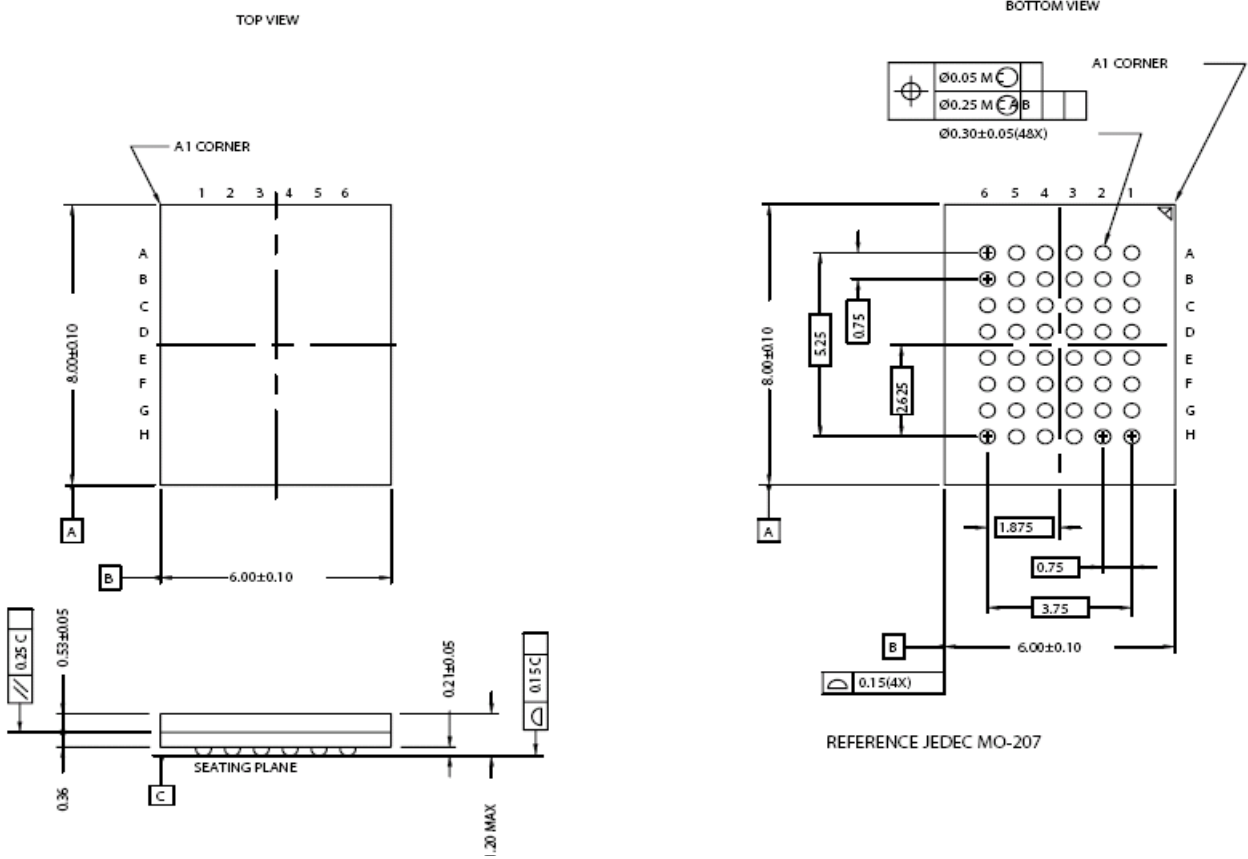 TOP VIEW
A1 CORNER
1 2 3 4 5 6
A
B
C
D
E
F
G
H
8.00±0.10
A
B
6.00±0.10
// 0.25 C
0.53±0.05
0.36
0.21±0.05
0.15 C
SEATING PLANE
C
1.20 MAX
BOTTOM VIEW
A1 CORNER
Ø0.05 M C
Ø0.25 M C A B
Ø0.30±0.05(48X)
6 5 4 3 2 1
A
B
C
D
E
F
G
H
8.00±0.10
5.25
0.75
2.625
A
1.875
0.75
3.75
B
6.00±0.10
0.15(4X)
REFERENCE JEDEC MO-207